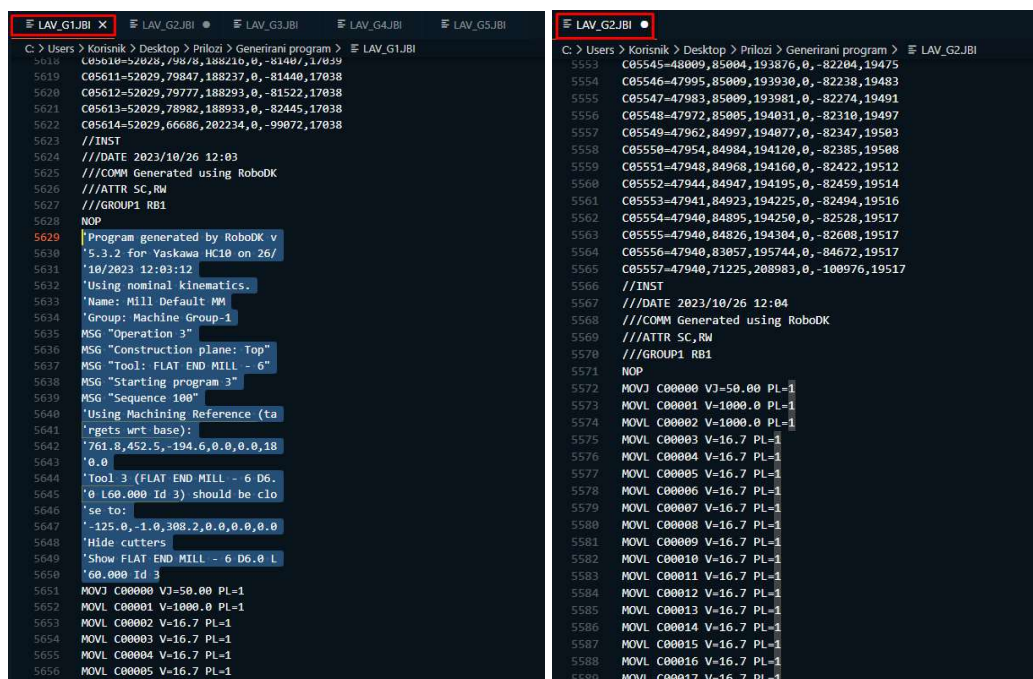 LAV_G1.JBI X LAV_G2.JBI ● LAV_G3.JBI LAV_G4.JBI LAV_G5.JBI
C: > Users > Korisnik > Desktop > Prilozi > Generirani program > LAV_G1.JBI
5618 C05610=52028,79878,188216,0,-81407,17039
5619 C05611=52029,79847,188237,0,-81440,17038
5620 C05612=52029,79777,188293,0,-81522,17038
5621 C05613=52029,78982,188933,0,-82445,17038
5622 C05614=52029,66686,202234,0,-99072,17038
5623 //INST
5624 ///DATE 2023/10/26 12:03
5625 ///COMM Generated using RoboDK
5626 ///ATTR SC,RW
5627 ///GROUP1 RB1
5628 NOP
5629 'Program generated by RoboDK v
5630 '5.3.2 for Yaskawa HC10 on 26/
5631 '10/2023 12:03:12
5632 'Using nominal kinematics.
5633 'Name: Mill Default MM
5634 'Group: Machine Group-1
5635 MSG "Operation 3"
5636 MSG "Construction plane: Top"
5637 MSG "Tool: FLAT END MILL - 6"
5638 MSG "Starting program 3"
5639 MSG "Sequence 100"
5640 'Using Machining Reference (ta
5641 'rgets wrt base):
5642 '761.8,452.5,-194.6,0.0,0.0,18
5643 '0.0
5644 'Tool 3 (FLAT END MILL - 6 D6.
5645 '0 L60.000 Id 3) should be clo
5646 'se to:
5647 '-125.0,-1.0,308.2,0.0,0.0,0.0
5648 'Hide cutters
5649 'Show FLAT END MILL - 6 D6.0 L
5650 '60.000 Id 3
5651 MOVJ C00000 VJ=50.00 PL=1
5652 MOVL C00001 V=1000.0 PL=1
5653 MOVL C00002 V=16.7 PL=1
5654 MOVL C00003 V=16.7 PL=1
5655 MOVL C00004 V=16.7 PL=1
5656 MOVL C00005 V=16.7 PL=1
LAV_G2.JBI ●
C: > Users > Korisnik > Desktop > Prilozi > Generirani program > LAV_G2.JBI
5553 C05545=48009,85004,193876,0,-82204,19475
5554 C05546=47995,85009,193930,0,-82238,19483
5555 C05547=47983,85009,193981,0,-82274,19491
5556 C05548=47972,85005,194031,0,-82310,19497
5557 C05549=47962,84997,194077,0,-82347,19503
5558 C05550=47954,84984,194120,0,-82385,19508
5559 C05551=47948,84968,194160,0,-82422,19512
5560 C05552=47944,84947,194195,0,-82459,19514
5561 C05553=47941,84923,194225,0,-82494,19516
5562 C05554=47940,84895,194250,0,-82528,19517
5563 C05555=47940,84826,194304,0,-82608,19517
5564 C05556=47940,83057,195744,0,-84672,19517
5565 C05557=47940,71225,208983,0,-100976,19517
5566 //INST
5567 ///DATE 2023/10/26 12:04
5568 ///COMM Generated using RoboDK
5569 ///ATTR SC,RW
5570 ///GROUP1 RB1
5571 NOP
5572 MOVJ C00000 VJ=50.00 PL=1
5573 MOVL C00001 V=1000.0 PL=1
5574 MOVL C00002 V=1000.0 PL=1
5575 MOVL C00003 V=16.7 PL=1
5576 MOVL C00004 V=16.7 PL=1
5577 MOVL C00005 V=16.7 PL=1
5578 MOVL C00006 V=16.7 PL=1
5579 MOVL C00007 V=16.7 PL=1
5580 MOVL C00008 V=16.7 PL=1
5581 MOVL C00009 V=16.7 PL=1
5582 MOVL C00010 V=16.7 PL=1
5583 MOVL C00011 V=16.7 PL=1
5584 MOVL C00012 V=16.7 PL=1
5585 MOVL C00013 V=16.7 PL=1
5586 MOVL C00014 V=16.7 PL=1
5587 MOVL C00015 V=16.7 PL=1
5588 MOVL C00016 V=16.7 PL=1
5589 MOVL C00017 V=16.7 PL=1